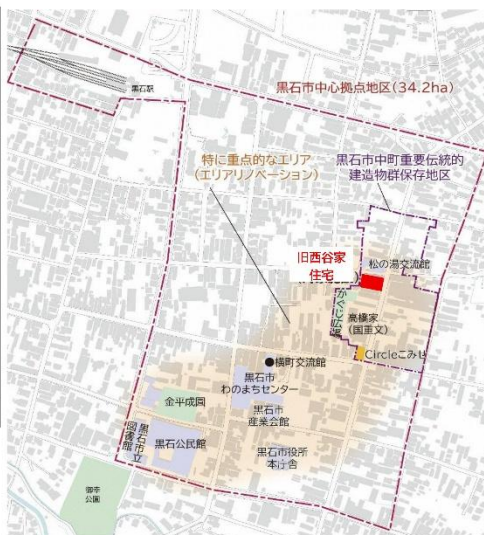 黒石駅
黒石市中心拠点地区(34.2ha)
特に重点的なエリア
(エリアリノベーション)
黒石市中町重要伝統的
建造物群保存地区
旧西谷家
住宅
松の湯交流館
かぐじ広場
高橋家
(国重文)
Circleこみせ
●横町交流館
黒石市
わのまちセンター
金平成園
黒石市
産業会館
黒石市立
図書館
黒石公民館
黒石市役所
本庁舎
御幸
公園